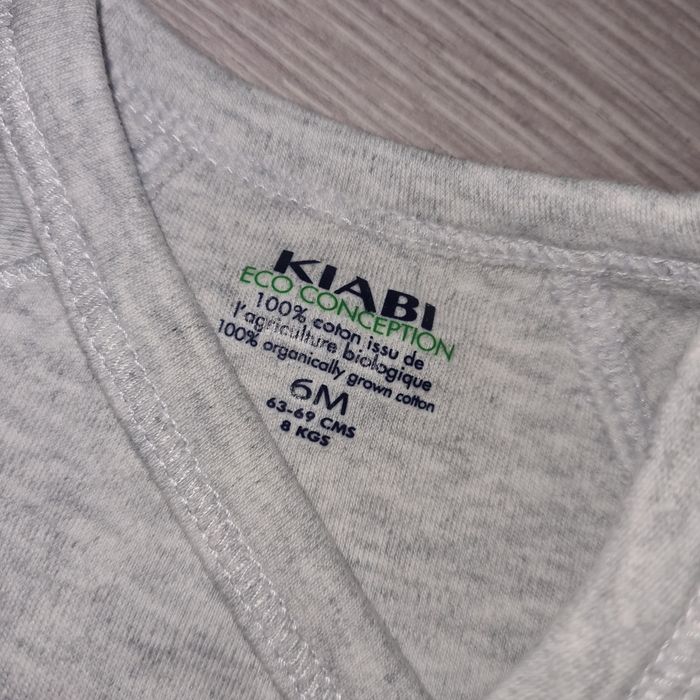 KIABI
ECO CONCEPTION
100% coton issu de
l'agriculture biologique
100% organically grown cotton
6M
63-69 CMS
8 KGS